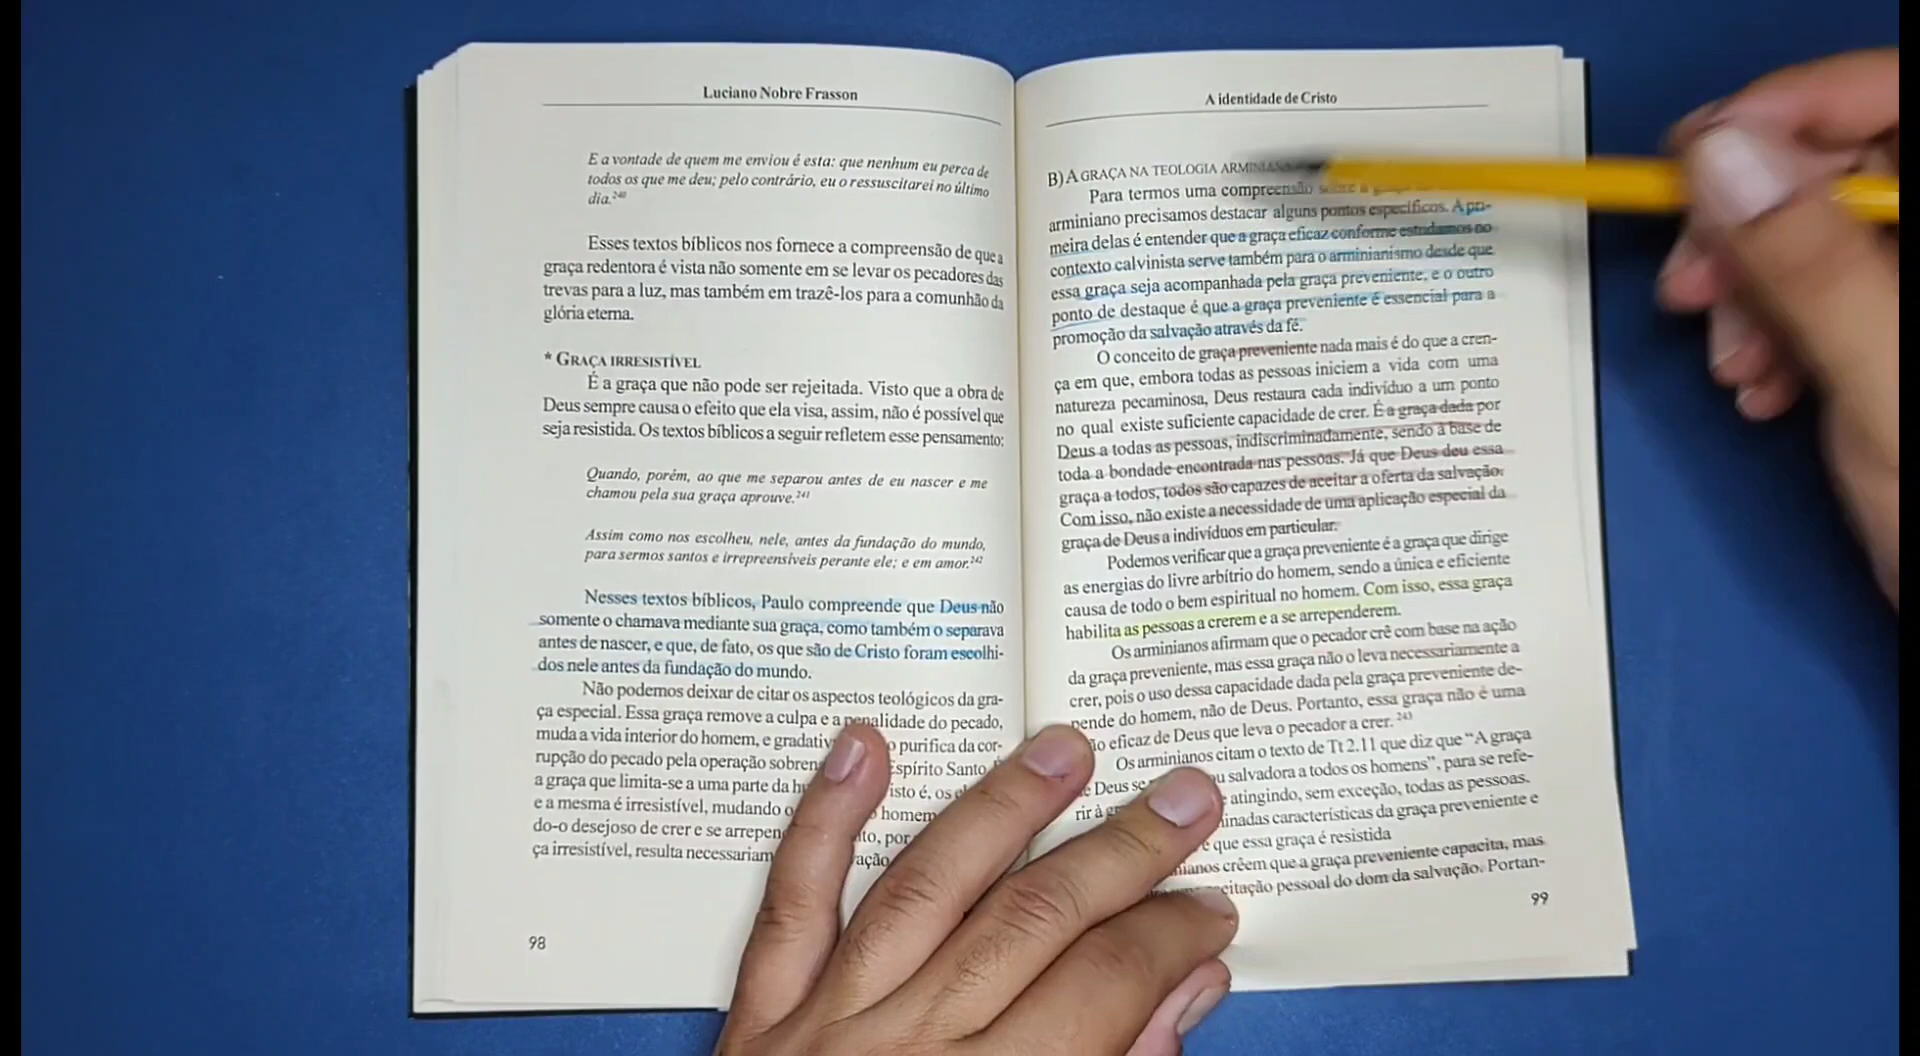 Luciano Nobre Frasson
E a vontade de quem me enviou é esta: que nenhum eu perca de
todos os que me deu; pelo contrário, eu o ressuscitarei no último
dia.240
Esses textos bíblicos nos fornece a compreensão de que a
graça redentora é vista não somente em se levar os pecadores das
trevas para a luz, mas também em trazê-los para a comunhão da
glória eterna.
* GRAÇA IRRESISTÍVEL
É a graça que não pode ser rejeitada. Visto que a obra de
Deus sempre causa o efeito que ela visa, assim, não é possível que
seja resistida. Os textos bíblicos a seguir refletem esse pensamento:
Quando, porém, ao que me separou antes de eu nascer e me
chamou pela sua graça aprouve.241
Assim como nos escolheu, nele, antes da fundação do mundo,
para sermos santos e irrepreensíveis perante ele; e em amor.242
Nesses textos bíblicos, Paulo compreende que Deus não
somente o chamava mediante sua graça, como também o separava
antes de nascer, e que, de fato, os que são de Cristo foram escolhi-
dos nele antes da fundação do mundo.
Não podemos deixar de citar os aspectos teológicos da gra-
ça especial. Essa graça remove a culpa e a penalidade do pecado,
muda a vida interior do homem, e o purifica da cor-
rupção do pecado pela operação Espírito Santo.
a graça que limita-se a uma parte da isto é, os
e a mesma é irresistível, mudando o homem
do-o desejoso de crer e se por
ça irresistível, resulta
98
A identidade de Cristo
B) A GRAÇA NA TEOLOGIA
Para termos uma compreensão
arminiano precisamos destacar alguns pontos específicos. A pri-
meira delas é entender que a graça eficaz conforme estudamos no
contexto calvinista serve também para o arminianismo desde que
essa graça seja acompanhada pela graça preveniente, e o outro
ponto de destaque é que a graça preveniente é essencial para a
promoção da salvação através da fé.
O conceito de graça preveniente nada mais é do que a cren-
ça em que, embora todas as pessoas iniciem a vida com uma
natureza pecaminosa, Deus restaura cada indivíduo a um ponto
no qual existe suficiente capacidade de crer. É a graça dada por
Deus a todas as pessoas, indiscriminadamente, sendo a base de
toda a bondade encontrada nas pessoas. Já que Deus deu essa
graça a todos, todos são capazes de aceitar a oferta da salvação.
Com isso, não existe a necessidade de uma aplicação especial da
graça de Deus a indivíduos em particular.
Podemos verificar que a graça preveniente é a graça que dirige
as energias do livre arbítrio do homem, sendo a única e eficiente
causa de todo o bem espiritual no homem. Com isso, essa graça
habilita as pessoas a crerem e a se arrependerem.
Os arminianos afirmam que o pecador crê com base na ação
da graça preveniente, mas essa graça não o leva necessariamente a
crer, pois o uso dessa capacidade dada pela graça preveniente de-
pende do homem, não de Deus. Portanto, essa graça não é uma
eficaz de Deus que leva o pecador a crer.243
Os arminianos citam o texto de Tt 2.11 que diz que “A graça
Deus salvadora a todos os homens”, para se refe-
rir à atingindo, sem exceção, todas as pessoas.
características da graça preveniente e
é que essa graça é resistida
crêem que a graça preveniente capacita, mas
pessoal do dom da salvação. Portan-
99